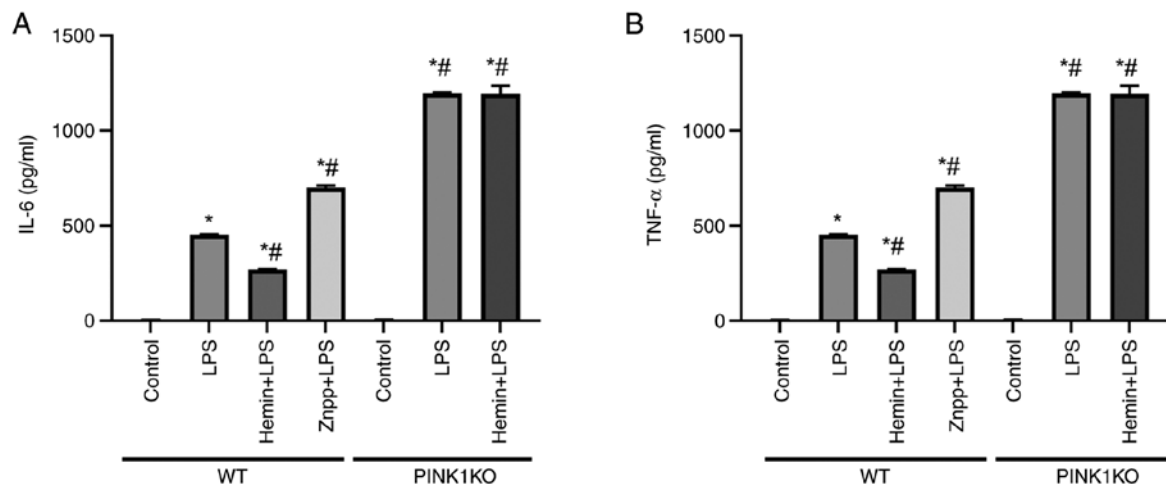 A
IL-6 (pg/ml)
1500
1000
500
0
*
*#
*#
*#
*#
Control
LPS
Hemin+LPS
Znpp+LPS
Control
LPS
Hemin+LPS
WT
PINK1KO
B
TNF-α (pg/ml)
1500
1000
500
0
*
*#
*#
*#
*#
Control
LPS
Hemin+LPS
Znpp+LPS
Control
LPS
Hemin+LPS
WT
PINK1KO